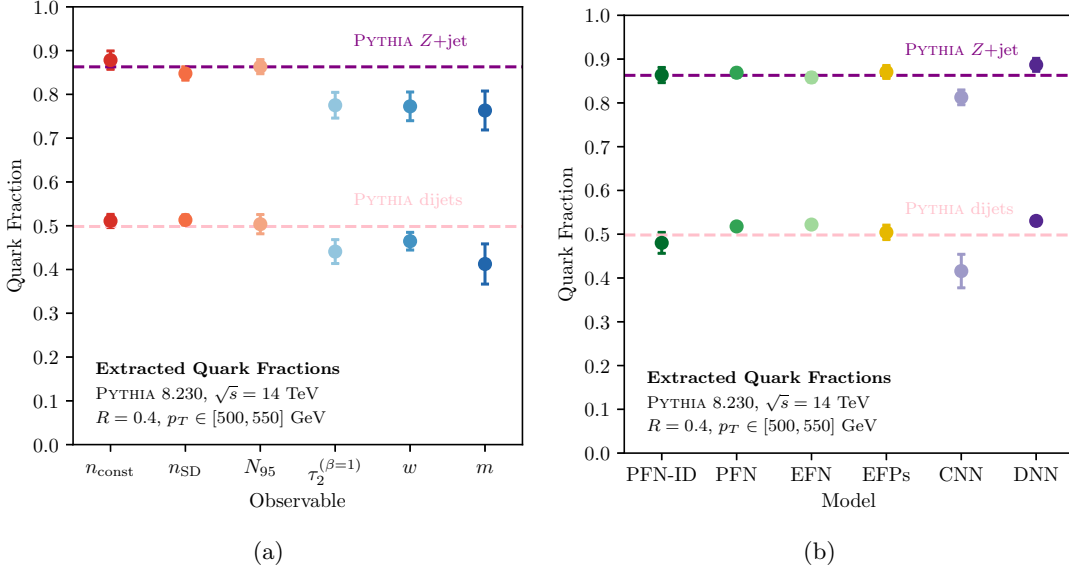 1.0
0.9
0.8
0.7
0.6
0.5
0.4
0.3
0.2
0.1
0.0
Quark Fraction
PYTHIA Z+jet
PYTHIA dijets
Extracted Quark Fractions
PYTHIA 8.230, √s = 14 TeV
R = 0.4, p_T ∈ [500, 550] GeV
n_const n_SD N_95 τ_2^(β=1) w m
Observable
(a)
1.0
0.9
0.8
0.7
0.6
0.5
0.4
0.3
0.2
0.1
0.0
Quark Fraction
PYTHIA Z+jet
PYTHIA dijets
Extracted Quark Fractions
PYTHIA 8.230, √s = 14 TeV
R = 0.4, p_T ∈ [500, 550] GeV
PFN-ID PFN EFN EFPs CNN DNN
Model
(b)